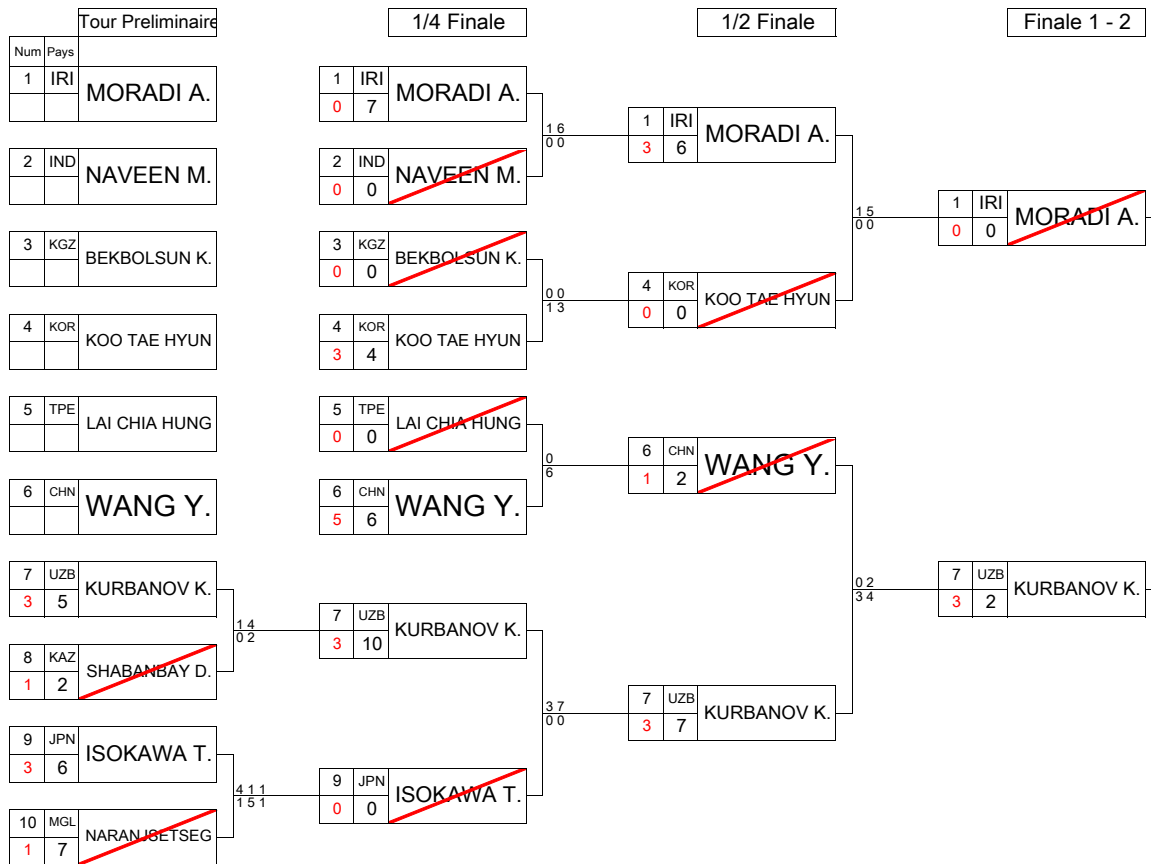 Tour Preliminaire
1/4 Finale
1/2 Finale
Finale 1 - 2
Num Pays
1 IRI MORADI A.
2 IND NAVEEN M.
3 KGZ BEKBOLSUN K.
4 KOR KOO TAE HYUN
5 TPE LAI CHIA HUNG
6 CHN WANG Y.
7 UZB KURBANOV K.
3 5
1 4
0 2
8 KAZ SHABANBAY D.
1 2
9 JPN ISOKAWA T.
3 6
4 1 1
1 5 1
10 MGL NARANJSETSEG
1 7
1 IRI MORADI A.
0 7
1 6
0 0
2 IND NAVEEN M.
0 0
3 KGZ BEKBOLSUN K.
0 0
0 0
1 3
4 KOR KOO TAE HYUN
3 4
5 TPE LAI CHIA HUNG
0 0
0
6
6 CHN WANG Y.
5 6
7 UZB KURBANOV K.
3 10
3 7
0 0
9 JPN ISOKAWA T.
0 0
1 IRI MORADI A.
3 6
1 5
0 0
4 KOR KOO TAE HYUN
0 0
6 CHN WANG Y.
1 2
0 2
3 4
7 UZB KURBANOV K.
3 7
1 IRI MORADI A.
0 0
7 UZB KURBANOV K.
3 2